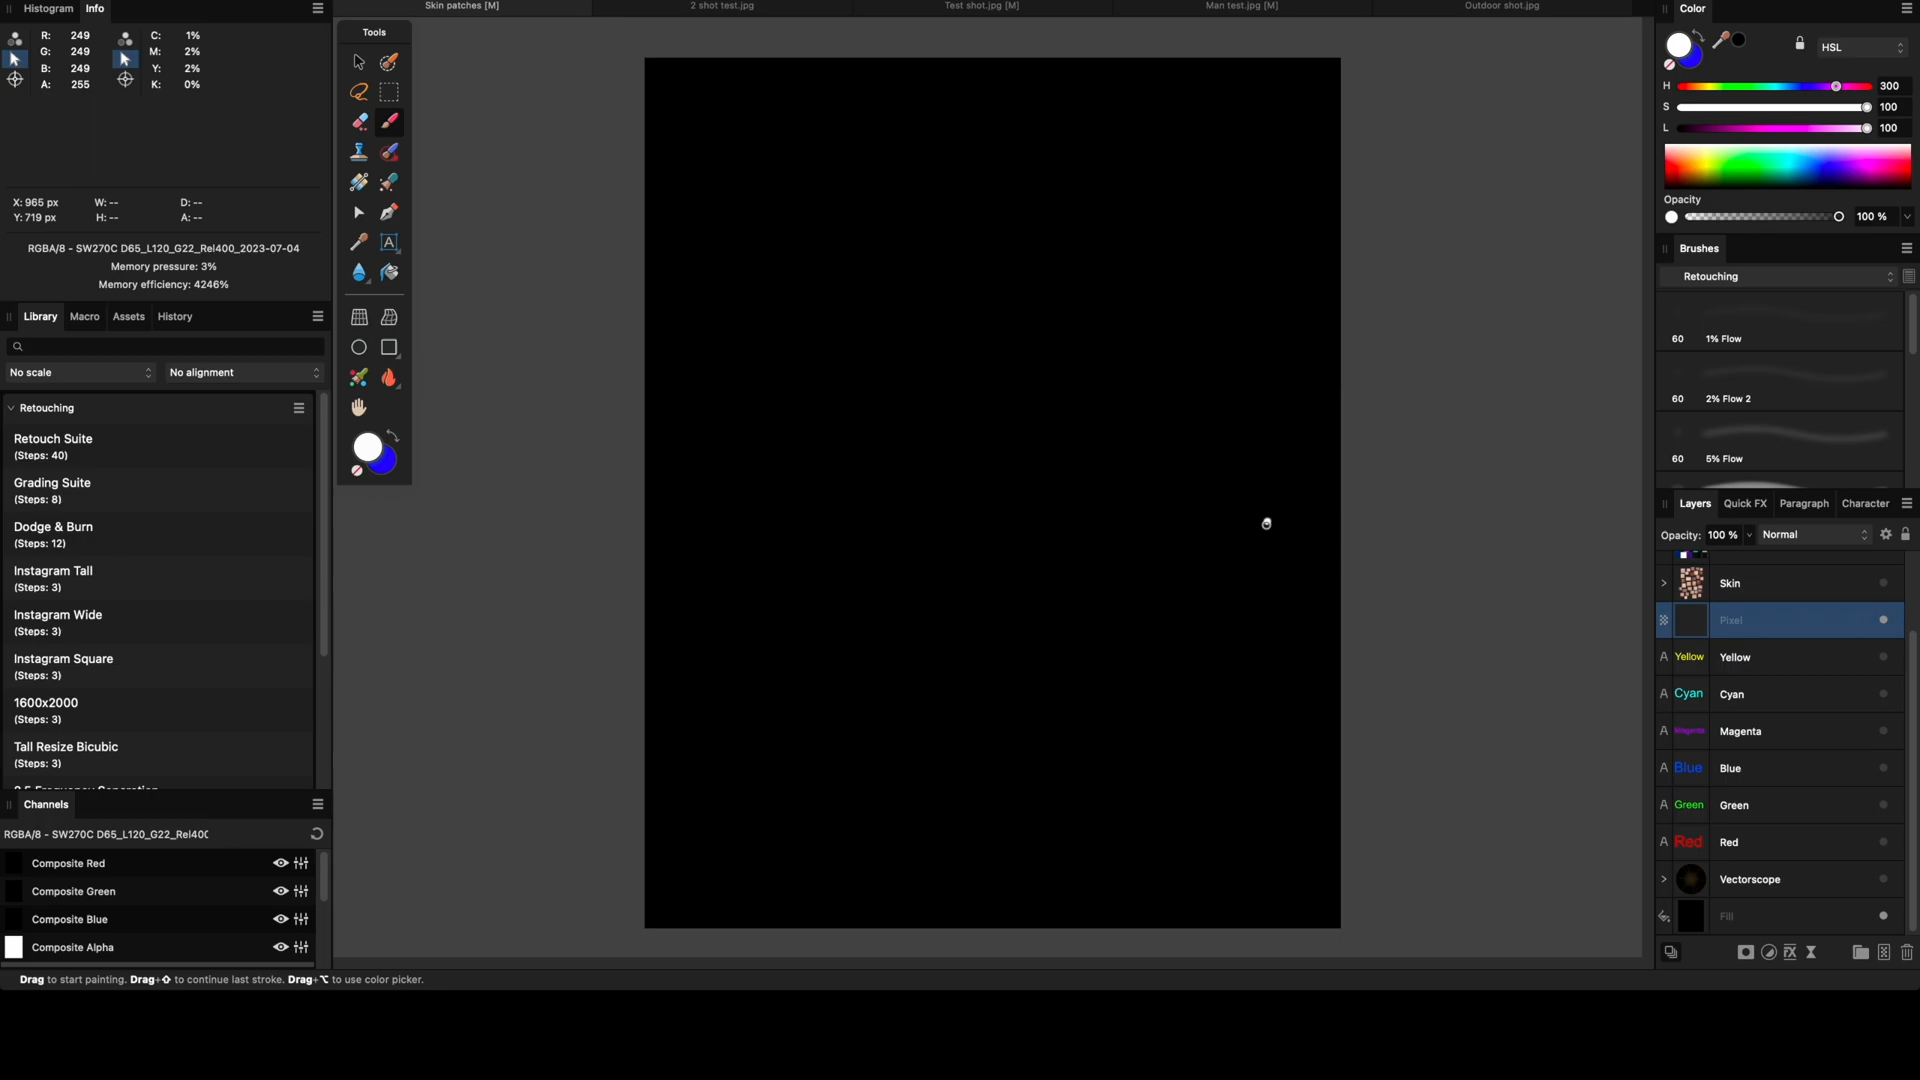 Histogram Info
R: 249 C: 1%
G: 249 M: 2%
B: 249 Y: 2%
A: 255 K: 0%
X: 965 px W: -- D: --
Y: 719 px H: -- A: --
RGBA/8 - SW270C D65_L120_G22_Rel400_2023-07-04
Memory pressure: 3%
Memory efficiency: 4246%
Library Macro Assets History
No scale No alignment
Retouching
Retouch Suite
(Steps: 40)
Grading Suite
(Steps: 8)
Dodge & Burn
(Steps: 12)
Instagram Tall
(Steps: 3)
Instagram Wide
(Steps: 3)
Instagram Square
(Steps: 3)
1600x2000
(Steps: 3)
Tall Resize Bicubic
(Steps: 3)
Channels
RGBA/8 - SW270C D65_L120_G22_Rel40(
Composite Red
Composite Green
Composite Blue
Composite Alpha
Drag to start painting. Drag+⇧ to continue last stroke. Drag+⌥ to use color picker.
Skin patches [M] 2 shot test.jpg Test shot.jpg [M] Man test.jpg [M] Outdoor shot.jpg
Tools
A
Color
HSL
H 300
S 100
L 100
Opacity
100 %
Brushes
Retouching
60 1% Flow
60 2% Flow 2
60 5% Flow
Layers Quick FX Paragraph Character
Opacity: 100 % Normal
Skin
Pixel
A Yellow Yellow
A Cyan Cyan
A Magenta Magenta
A Blue Blue
A Green Green
A Red Red
Vectorscope
Fill